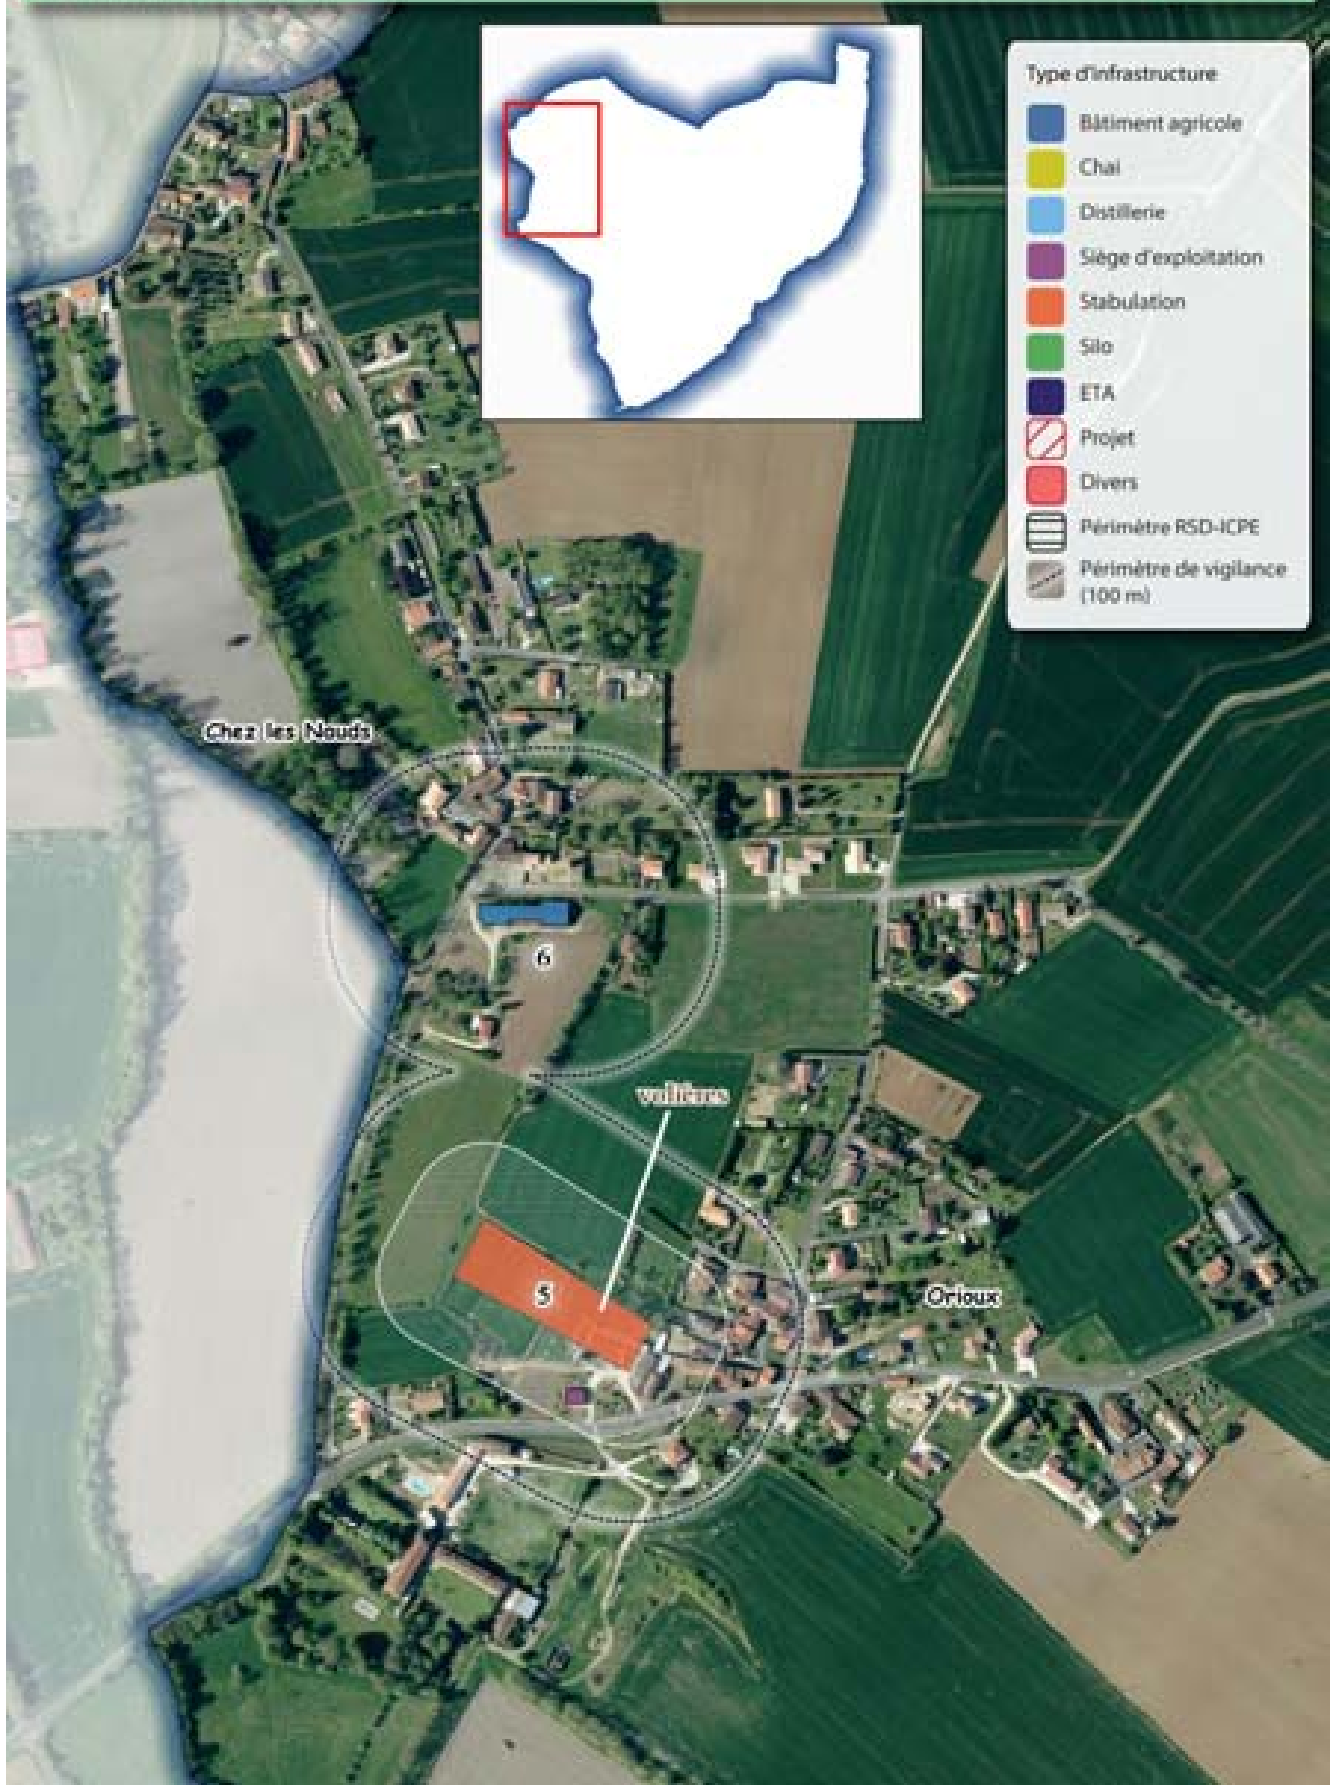 Type d'infrastructure
Bâtiment agricole
Chai
Distillerie
Siège d'exploitation
Stabulation
Silo
ETA
Projet
Divers
Périmètre RSD-ICPE
Périmètre de vigilance
(100 m)
Chez les Nauds
6
volières
5
Orioux